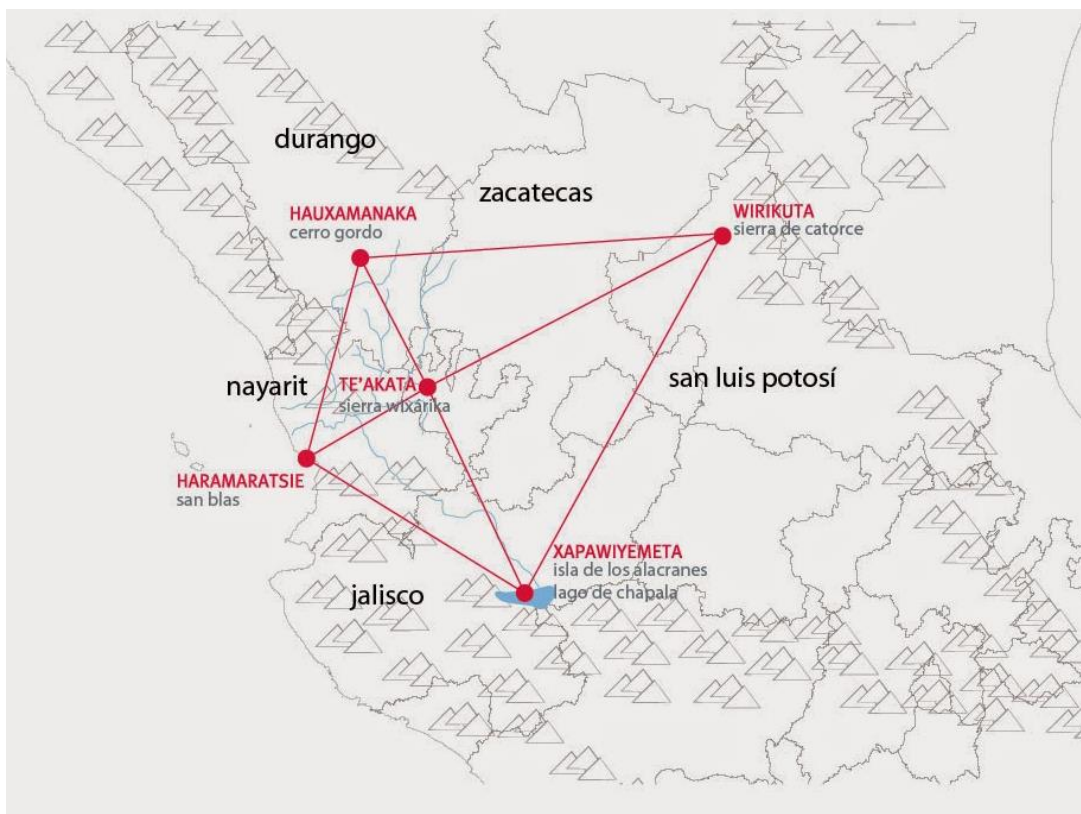 durango
zacatecas
HAUXAMANAKA
cerro gordo
WIRIKUTA
sierra de catorce
nayarit
TE'AKATA
sierra wixárika
san luis potosí
HARAMARATSIE
san blas
XAPAWIYEMETA
isla de los alacranes
lago de chapala
jalisco